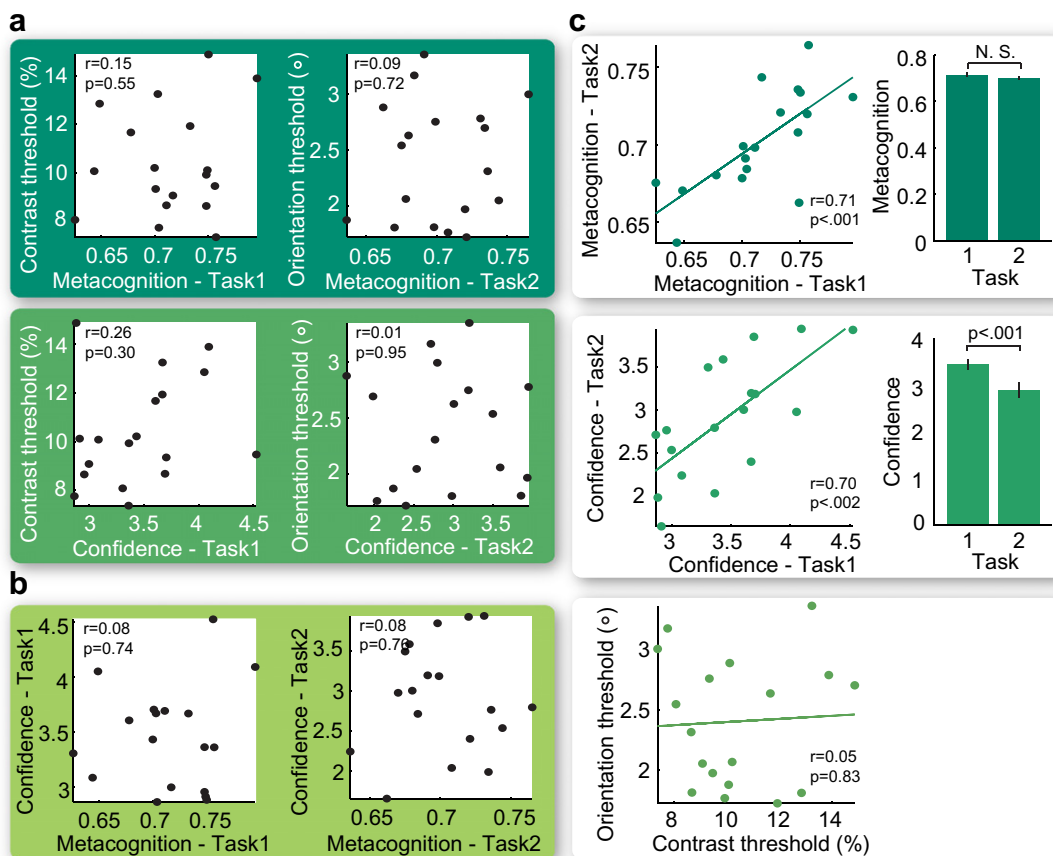 a
r=0.15
p=0.55
Contrast threshold (%)
14
12
10
8
0.65
0.7
0.75
Metacognition - Task1
r=0.09
p=0.72
Orientation threshold (o)
3
2.5
2
0.65
0.7
0.75
Metacognition - Task2
r=0.26
p=0.30
Contrast threshold (%)
14
12
10
8
3
3.5
4
4.5
Confidence - Task1
r=0.01
p=0.95
Orientation threshold (o)
3
2.5
2
2
2.5
3
3.5
Confidence - Task2
b
r=0.08
p=0.74
Confidence - Task1
4.5
4
3.5
3
0.65
0.7
0.75
Metacognition - Task1
r=0.08
Confidence - Task2
3.5
3
2.5
2
0.65
0.7
0.75
Metacognition - Task2
c
Metacognition - Task2
0.75
0.7
0.65
r=0.71
p<.001
0.65
0.7
0.75
Metacognition - Task1
N. S.
Metacognition
0.8
0.6
0.4
0.2
0
1
2
Task
Confidence - Task2
3.5
3
2.5
2
r=0.70
p<.002
3
3.5
4
4.5
Confidence - Task1
p<.001
Confidence
4
3
2
1
0
1
2
Task
Orientation threshold (o)
3
2.5
2
r=0.05
p=0.83
8
10
12
14
Contrast threshold (%)